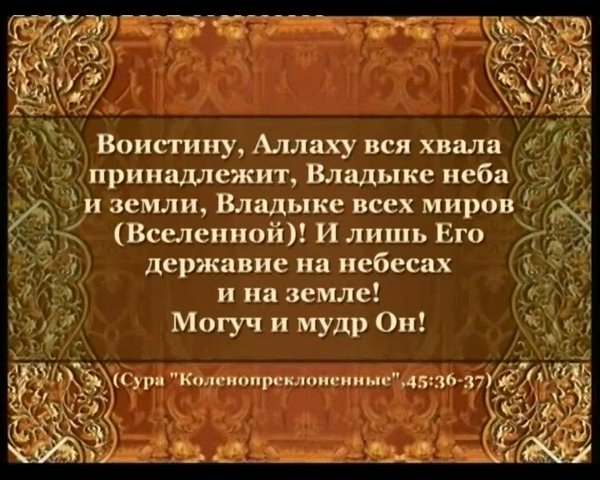 Воистину, Аллаху вся хвала
принадлежит, Владыке неба
и земли, Владыке всех миров
(Вселенной)! И лишь Его
державие на небесах
и на земле!
Могуч и мудр Он!
(Сура "Коленопреклоненные",45:36-37)